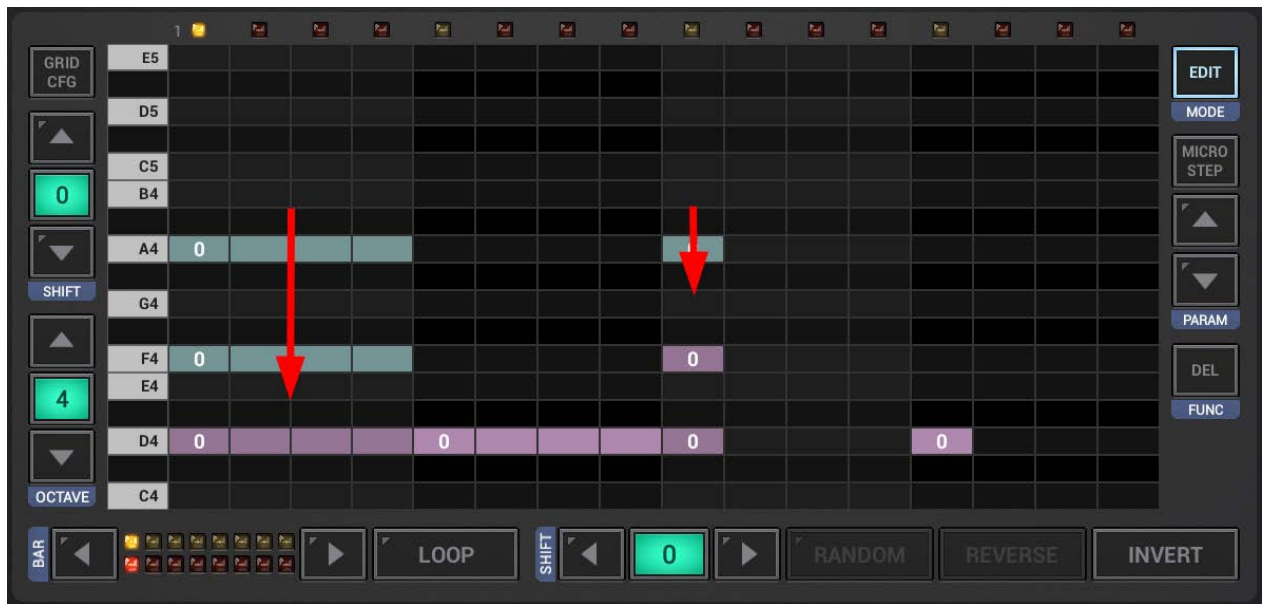 1
GRID
CFG
E5
EDIT
D5
MODE
C5
MICRO
STEP
0
B4
A4 0
SHIFT
G4
PARAM
F4 0 0
DEL
4
E4
FUNC
D4 0 0 0 0
OCTAVE
C4
BAR
LOOP
SHIFT
0
RANDOM
REVERSE
INVERT